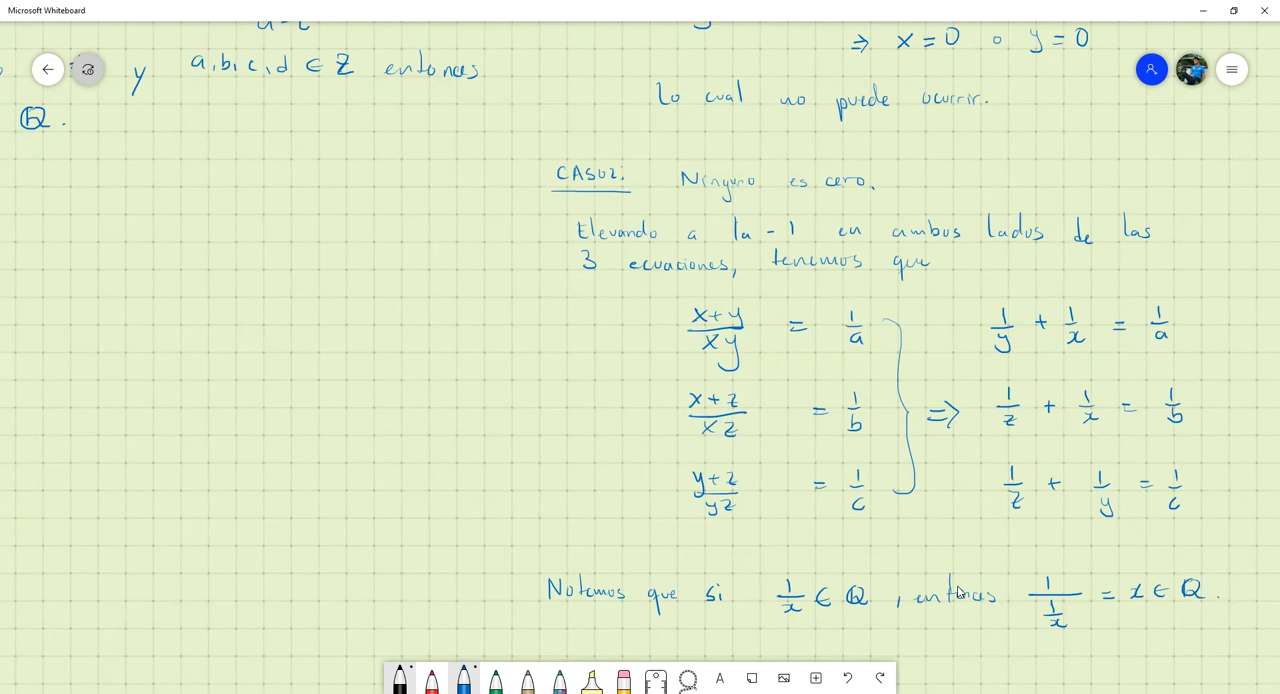 Microsoft Whiteboard
⇒ x = 0 o y = 0
y a,b,c,d ∈ Z entonces
Lo cual no puede ocurrir.
Q.
CASO 2: Ninguno es cero.
Elevando a la -1 en ambos lados de las
3 ecuaciones, tenemos que
(x+y)/(xy) = 1/a 1/y + 1/x = 1/a
(x+z)/(xz) = 1/b ⇒ 1/z + 1/x = 1/b
(y+z)/(yz) = 1/c 1/z + 1/y = 1/c
Notemos que si 1/x ∈ Q, entonces 1/(1/x) = x ∈ Q.